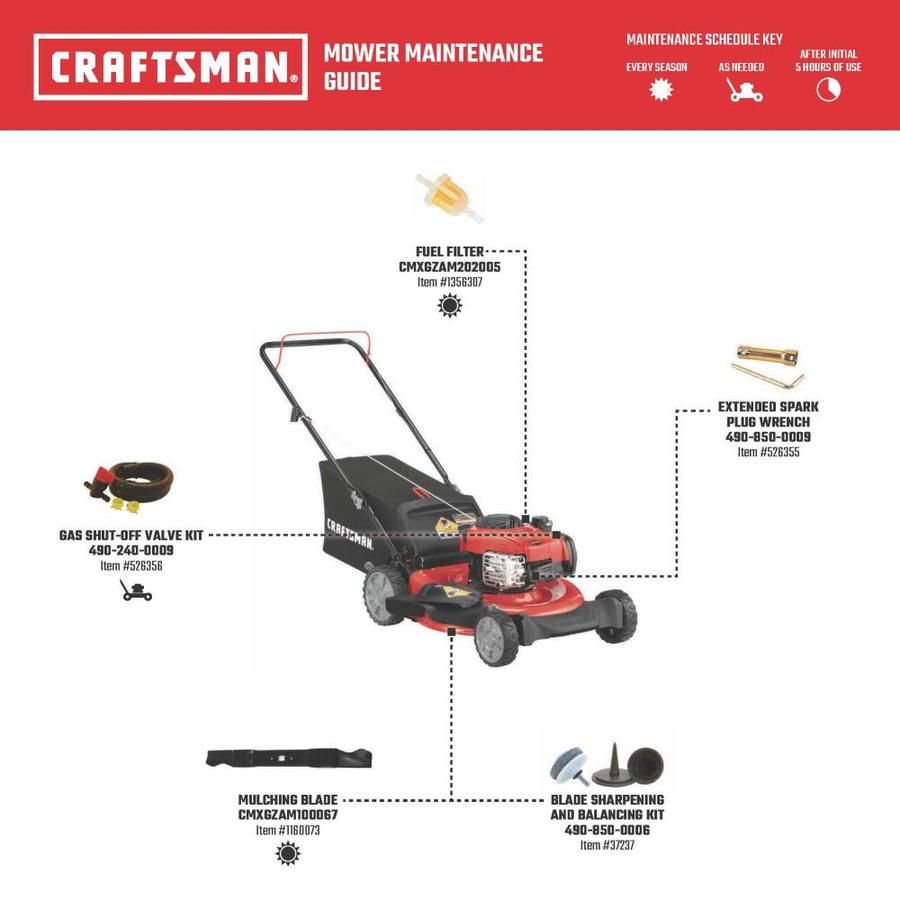 CRAFTSMAN®
MOWER MAINTENANCE
GUIDE
MAINTENANCE SCHEDULE KEY
EVERY SEASON
AS NEEDED
AFTER INITIAL
5 HOURS OF USE
FUEL FILTER
CMXGZAM202005
Item #1356307
EXTENDED SPARK
PLUG WRENCH
490-850-0009
Item #526355
GAS SHUT-OFF VALVE KIT
490-240-0009
Item #526356
CRAFTSMAN.
MULCHING BLADE
CMXGZAM100067
Item #1160073
BLADE SHARPENING
AND BALANCING KIT
490-850-0006
Item #37237